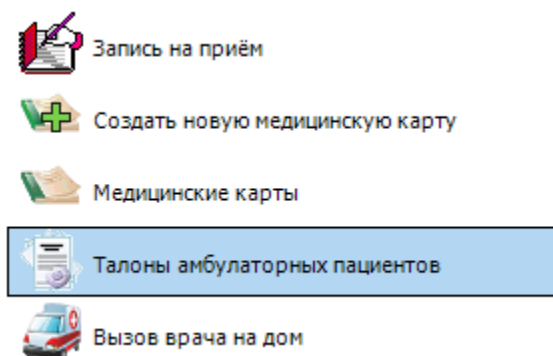 Запись на приём
Создать новую медицинскую карту
Медицинские карты
Талоны амбулаторных пациентов
Вызов врача на дом